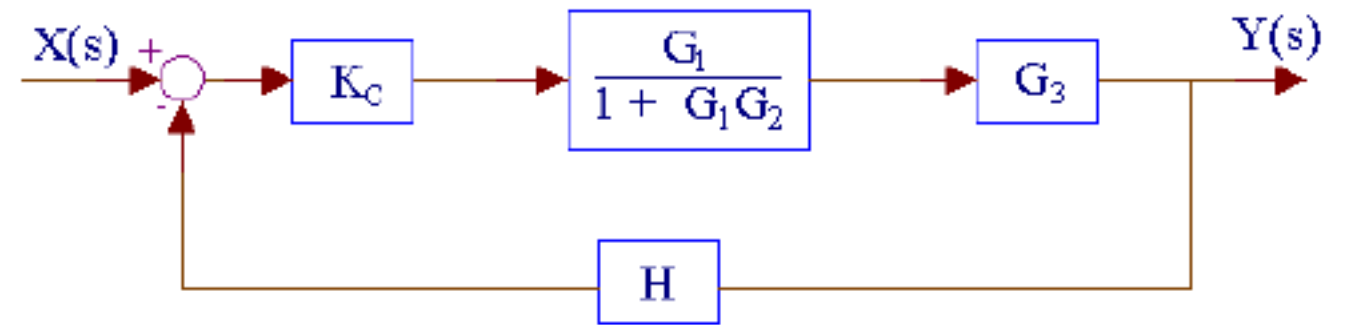 X(s) + - K_C G_1 / 1 + G_1G_2 G_3 Y(s)
H